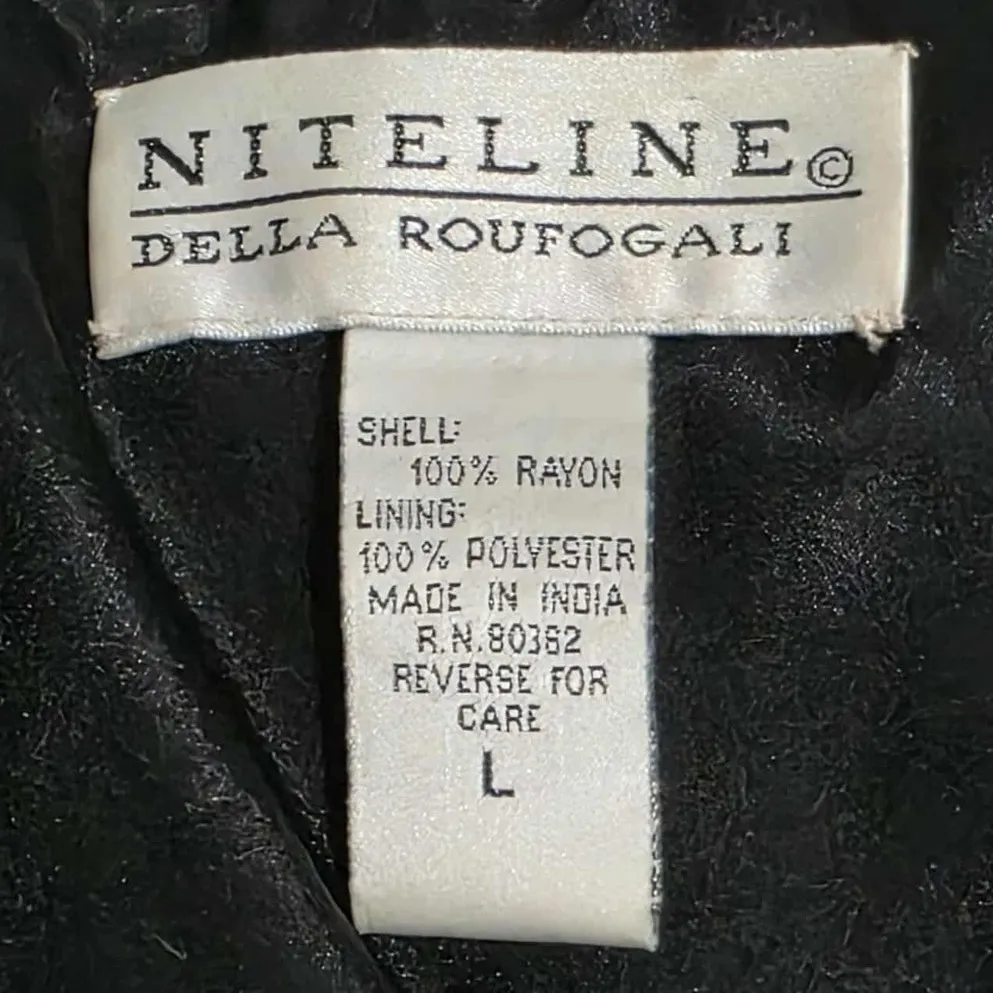 NITELINE©
DELLA ROUFOGALI
SHELL:
100% RAYON
LINING:
100% POLYESTER
MADE IN INDIA
R.N.80362
REVERSE FOR
CARE
L